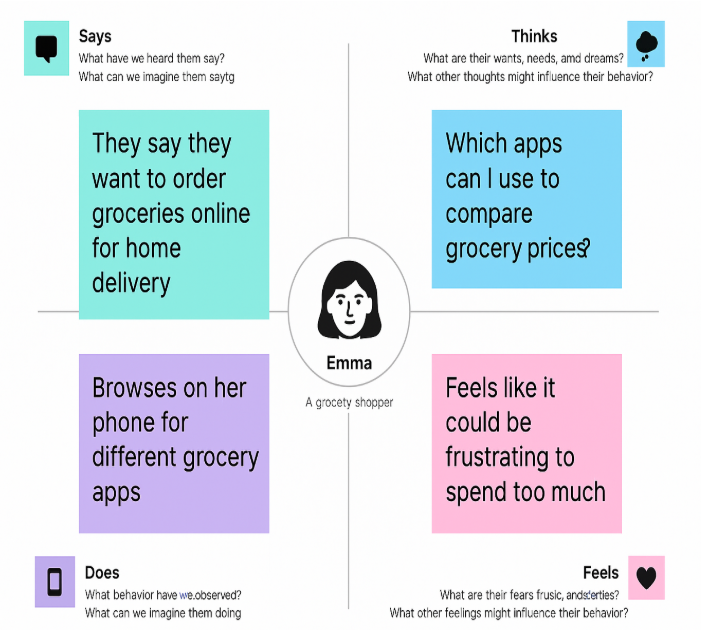 Says
What have we heard them say?
What can we imagine them saytg
Thinks
What are their wants, needs, amd dreams?
What other thoughts might influence their behavior?
They say they
want to order
groceries online
for home
delivery
Which apps
can I use to
compare
grocery prices?
Emma
A grocety shopper
Browses on her
phone for
different grocery
apps
Feels like it
could be
frustrating to
spend too much
Does
What behavior have we.observed?
What can we imagine them doing
Feels
What are their fears frusic, andscerties?
What other feelings might influence their behavior?